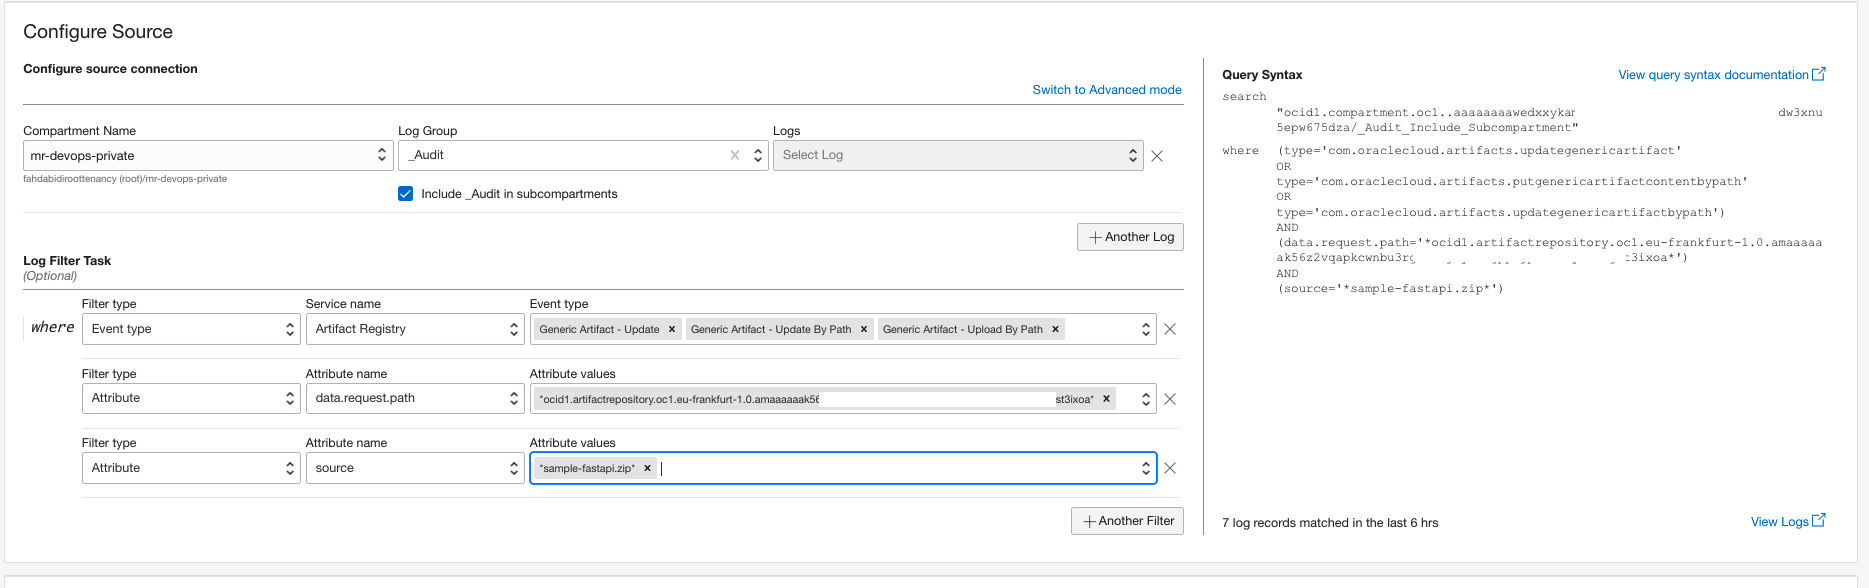 Configure Source
Configure source connection
Switch to Advanced mode
Compartment Name
Log Group
Logs
mr-devops-private
_Audit
Select Log
fahdabidiroottenancy (root)/mr-devops-private
Include _Audit in subcompartments
Another Log
Log Filter Task
(Optional)
Filter type
Service name
Event type
where
Event type
Artifact Registry
Generic Artifact - Update
Generic Artifact - Update By Path
Generic Artifact - Upload By Path
Filter type
Attribute name
Attribute values
Attribute
data.request.path
*ocid1.artifactrepository.oc1.eu-frankfurt-1.0.amaaaaaak56 st3ixoa*
Filter type
Attribute name
Attribute values
Attribute
source
*sample-fastapi.zip*
Another Filter
Query Syntax
View query syntax documentation
search
"ocid1.compartment.oc1..aaaaaaaawedxxykar dw3xnu
5epw675dza/_Audit_Include_Subcompartment"
where (type='com.oraclecloud.artifacts.updategenericartifact'
OR
type='com.oraclecloud.artifacts.putgenericartifactcontentbypath'
OR
type='com.oraclecloud.artifacts.updategenericartifactbypath')
AND
(data.request.path='*ocid1.artifactrepository.oc1.eu-frankfurt-1.0.amaaaaa
ak56z2vqapkcwnbu3r t3ixoa*')
AND
(source='*sample-fastapi.zip*')
7 log records matched in the last 6 hrs
View Logs